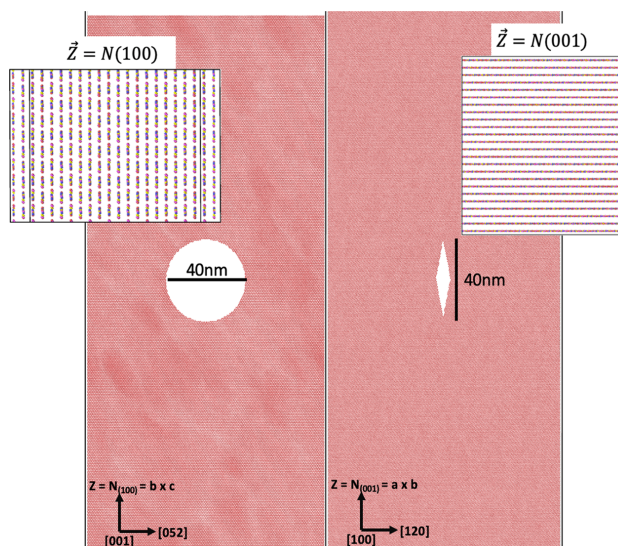 Z⃗ = N(100)
Z⃗ = N(001)
40nm
40nm
Z = N(100) = b x c
[001]
[052]
Z = N(001) = a x b
[100]
[120]